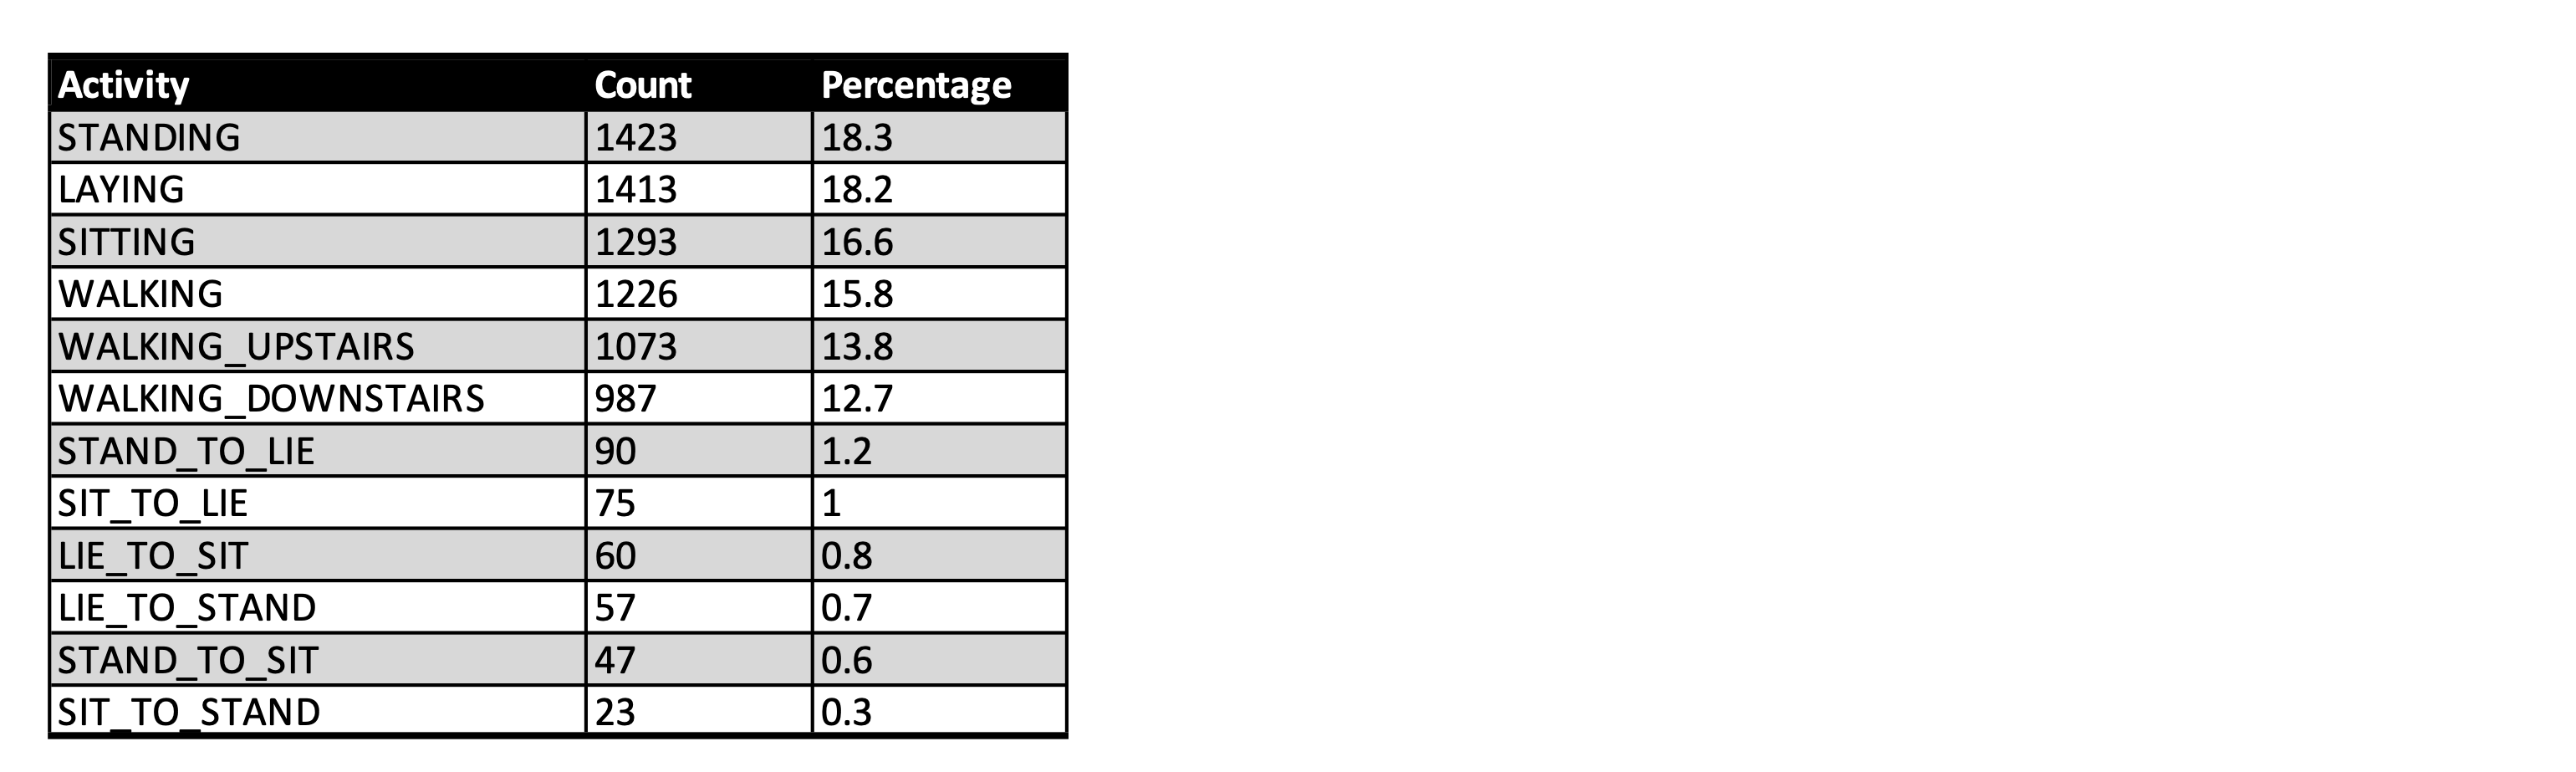 Activity Count Percentage
STANDING 1423 18.3
LAYING 1413 18.2
SITTING 1293 16.6
WALKING 1226 15.8
WALKING_UPSTAIRS 1073 13.8
WALKING_DOWNSTAIRS 987 12.7
STAND_TO_LIE 90 1.2
SIT_TO_LIE 75 1
LIE_TO_SIT 60 0.8
LIE_TO_STAND 57 0.7
STAND_TO_SIT 47 0.6
SIT_TO_STAND 23 0.3